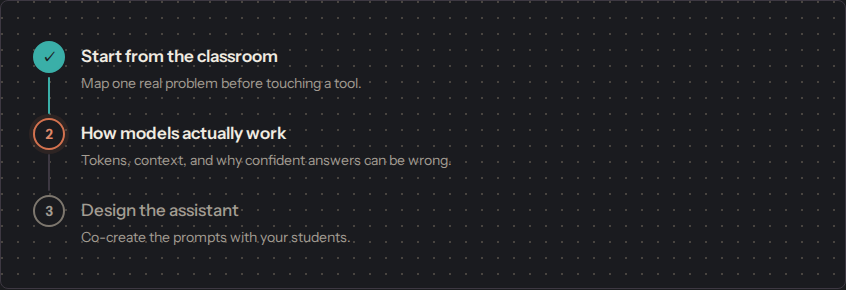 ✓
Start from the classroom
Map one real problem before touching a tool.
2
How models actually work
Tokens, context, and why confident answers can be wrong.
3
Design the assistant
Co-create the prompts with your students.